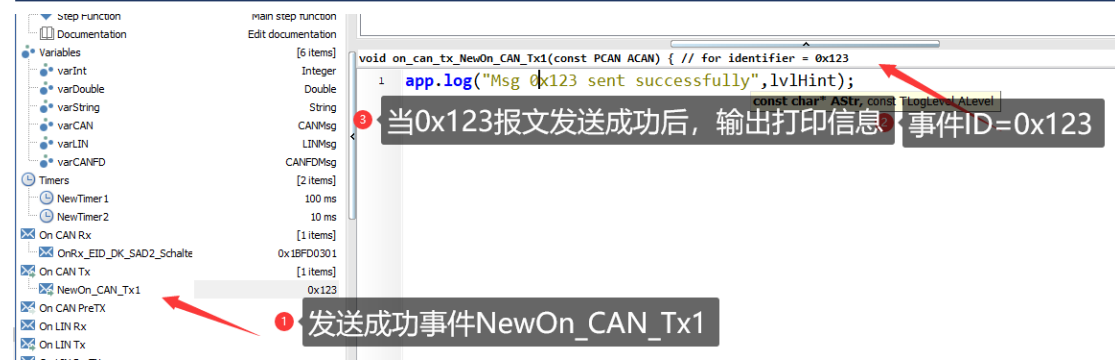 Step Function Main step function
Documentation Edit documentation
Variables [6 items]
varInt Integer
varDouble Double
varString String
varCAN CANMsg
varLIN LINMsg
varCANFD CANFDMsg
Timers [2 items]
NewTimer1 100 ms
NewTimer2 10 ms
On CAN Rx [1 items]
OnRx_EID_DK_SAD2_Schalte 0x1BFD0301
On CAN Tx [1 items]
NewOn_CAN_Tx1 0x123
On CAN PreTX
On LIN Rx
On LIN Tx
void on_can_tx_NewOn_CAN_Tx1(const PCAN ACAN) { // for identifier = 0x123
1 app.log("Msg 0x123 sent successfully",lvlHint);
const char* AStr, const TLogLevel ALevel
3 当0x123报文发送成功后，输出打印信息
2 事件ID=0x123
1 发送成功事件NewOn_CAN_Tx1